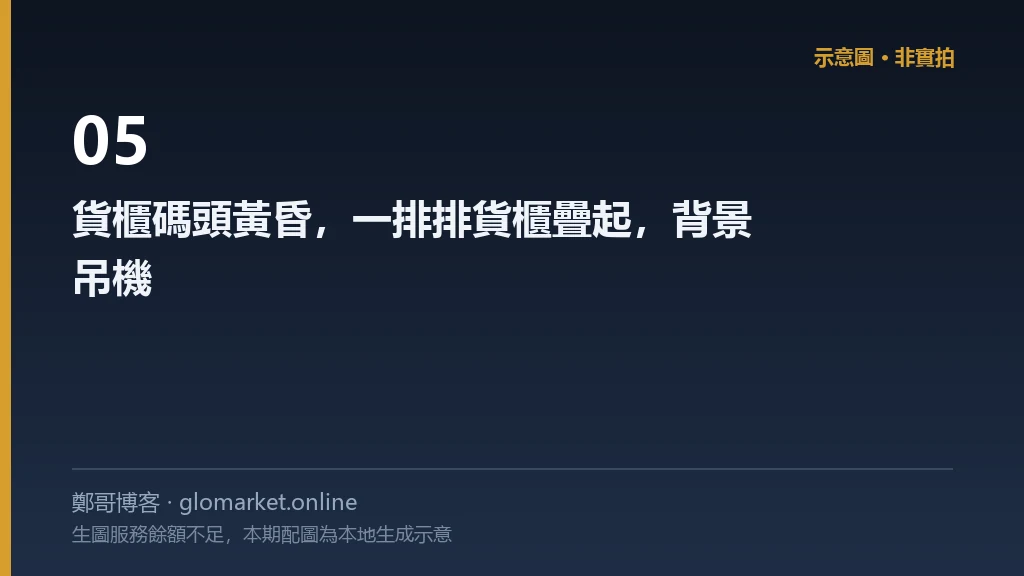 示意圖・非實拍
05
貨櫃碼頭黃昏，一排排貨櫃疊起，背景
吊機
鄭哥博客 · glomarket.online
生圖服務餘額不足，本期配圖為本地生成示意